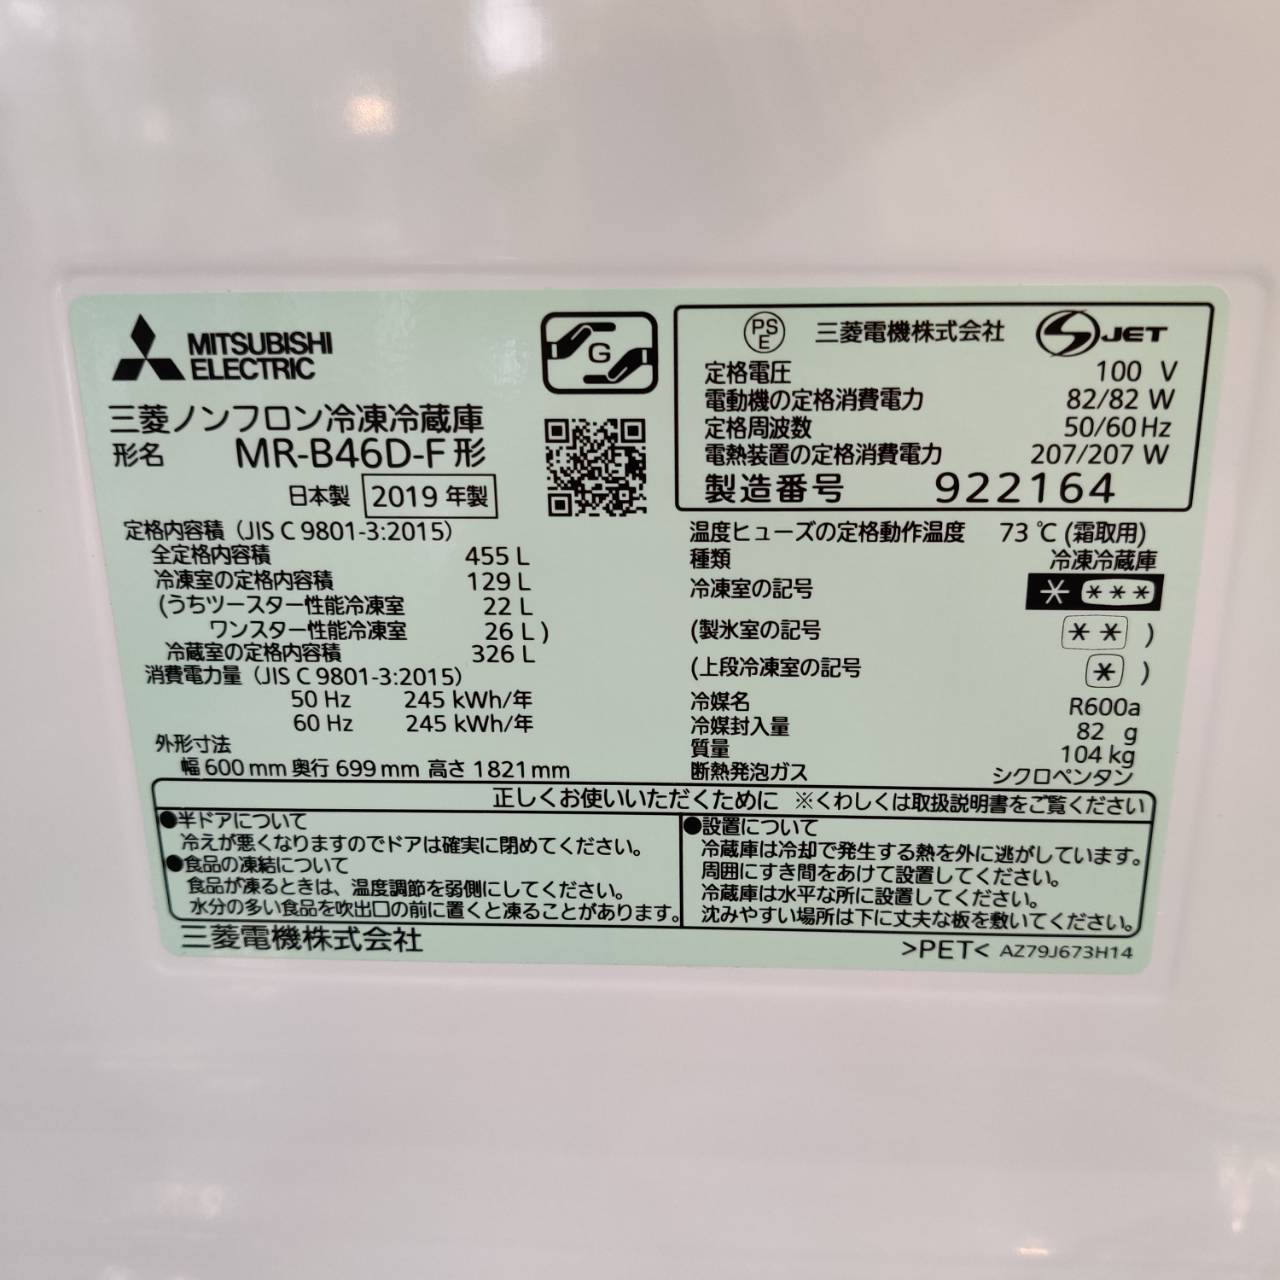 MITSUBISHI
ELECTRIC
G
三菱ノンフロン冷凍冷蔵庫
形名 MR-B46D-F形
日本製 2019年製
定格内容積（JIS C 9801-3:2015）
全定格内容積 455 L
冷凍室の定格内容積 129 L
(うちツースター性能冷凍室 22 L
ワンスター性能冷凍室 26 L )
冷蔵室の定格内容積 326 L
消費電力量（JIS C 9801-3:2015）
50 Hz 245 kWh/年
60 Hz 245 kWh/年
外形寸法
幅 600 mm 奥行 699 mm 高さ 1821 mm
PS E 三菱電機株式会社 S JET
定格電圧 100 V
電動機の定格消費電力 82/82 W
定格周波数 50/60 Hz
電熱装置の定格消費電力 207/207 W
製造番号 922164
温度ヒューズの定格動作温度 73 ℃ (霜取用)
種類 冷凍冷蔵庫
冷凍室の記号 * ***
(製氷室の記号 ** )
(上段冷凍室の記号 * )
冷媒名 R600a
冷媒封入量 82 g
質量 104 kg
断熱発泡ガス シクロペンタン
正しくお使いいただくために ※くわしくは取扱説明書をご覧ください
●半ドアについて
冷えが悪くなりますのでドアは確実に閉めてください。
●食品の凍結について
食品が凍るときは、温度調節を弱側にしてください。
水分の多い食品を吹出口の前に置くと凍ることがあります。
●設置について
冷蔵庫は冷却で発生する熱を外に逃がしています。
周囲にすき間をあけて設置してください。
冷蔵庫は水平な所に設置してください。
沈みやすい場所は下に丈夫な板を敷いてください。
三菱電機株式会社
>PET< AZ79J673H14